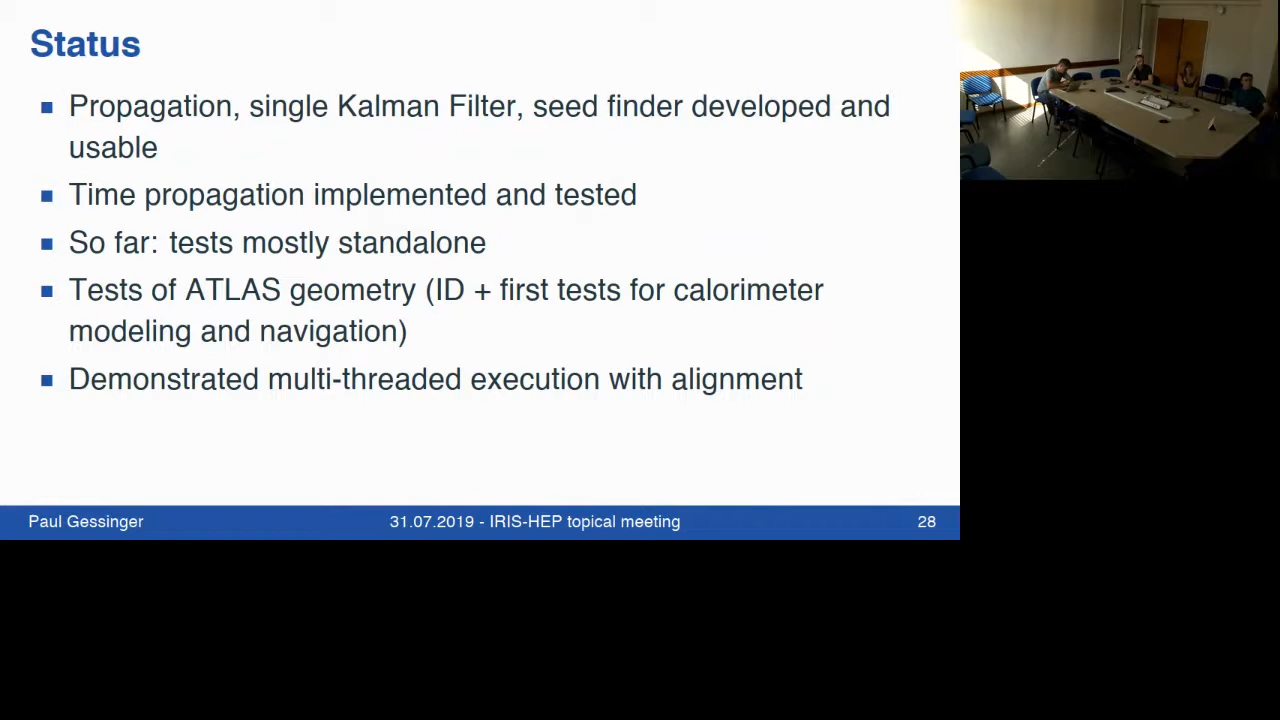 Status
Propagation, single Kalman Filter, seed finder developed and
usable
Time propagation implemented and tested
So far: tests mostly standalone
Tests of ATLAS geometry (ID + first tests for calorimeter
modeling and navigation)
Demonstrated multi-threaded execution with alignment
Paul Gessinger
31.07.2019 - IRIS-HEP topical meeting
28